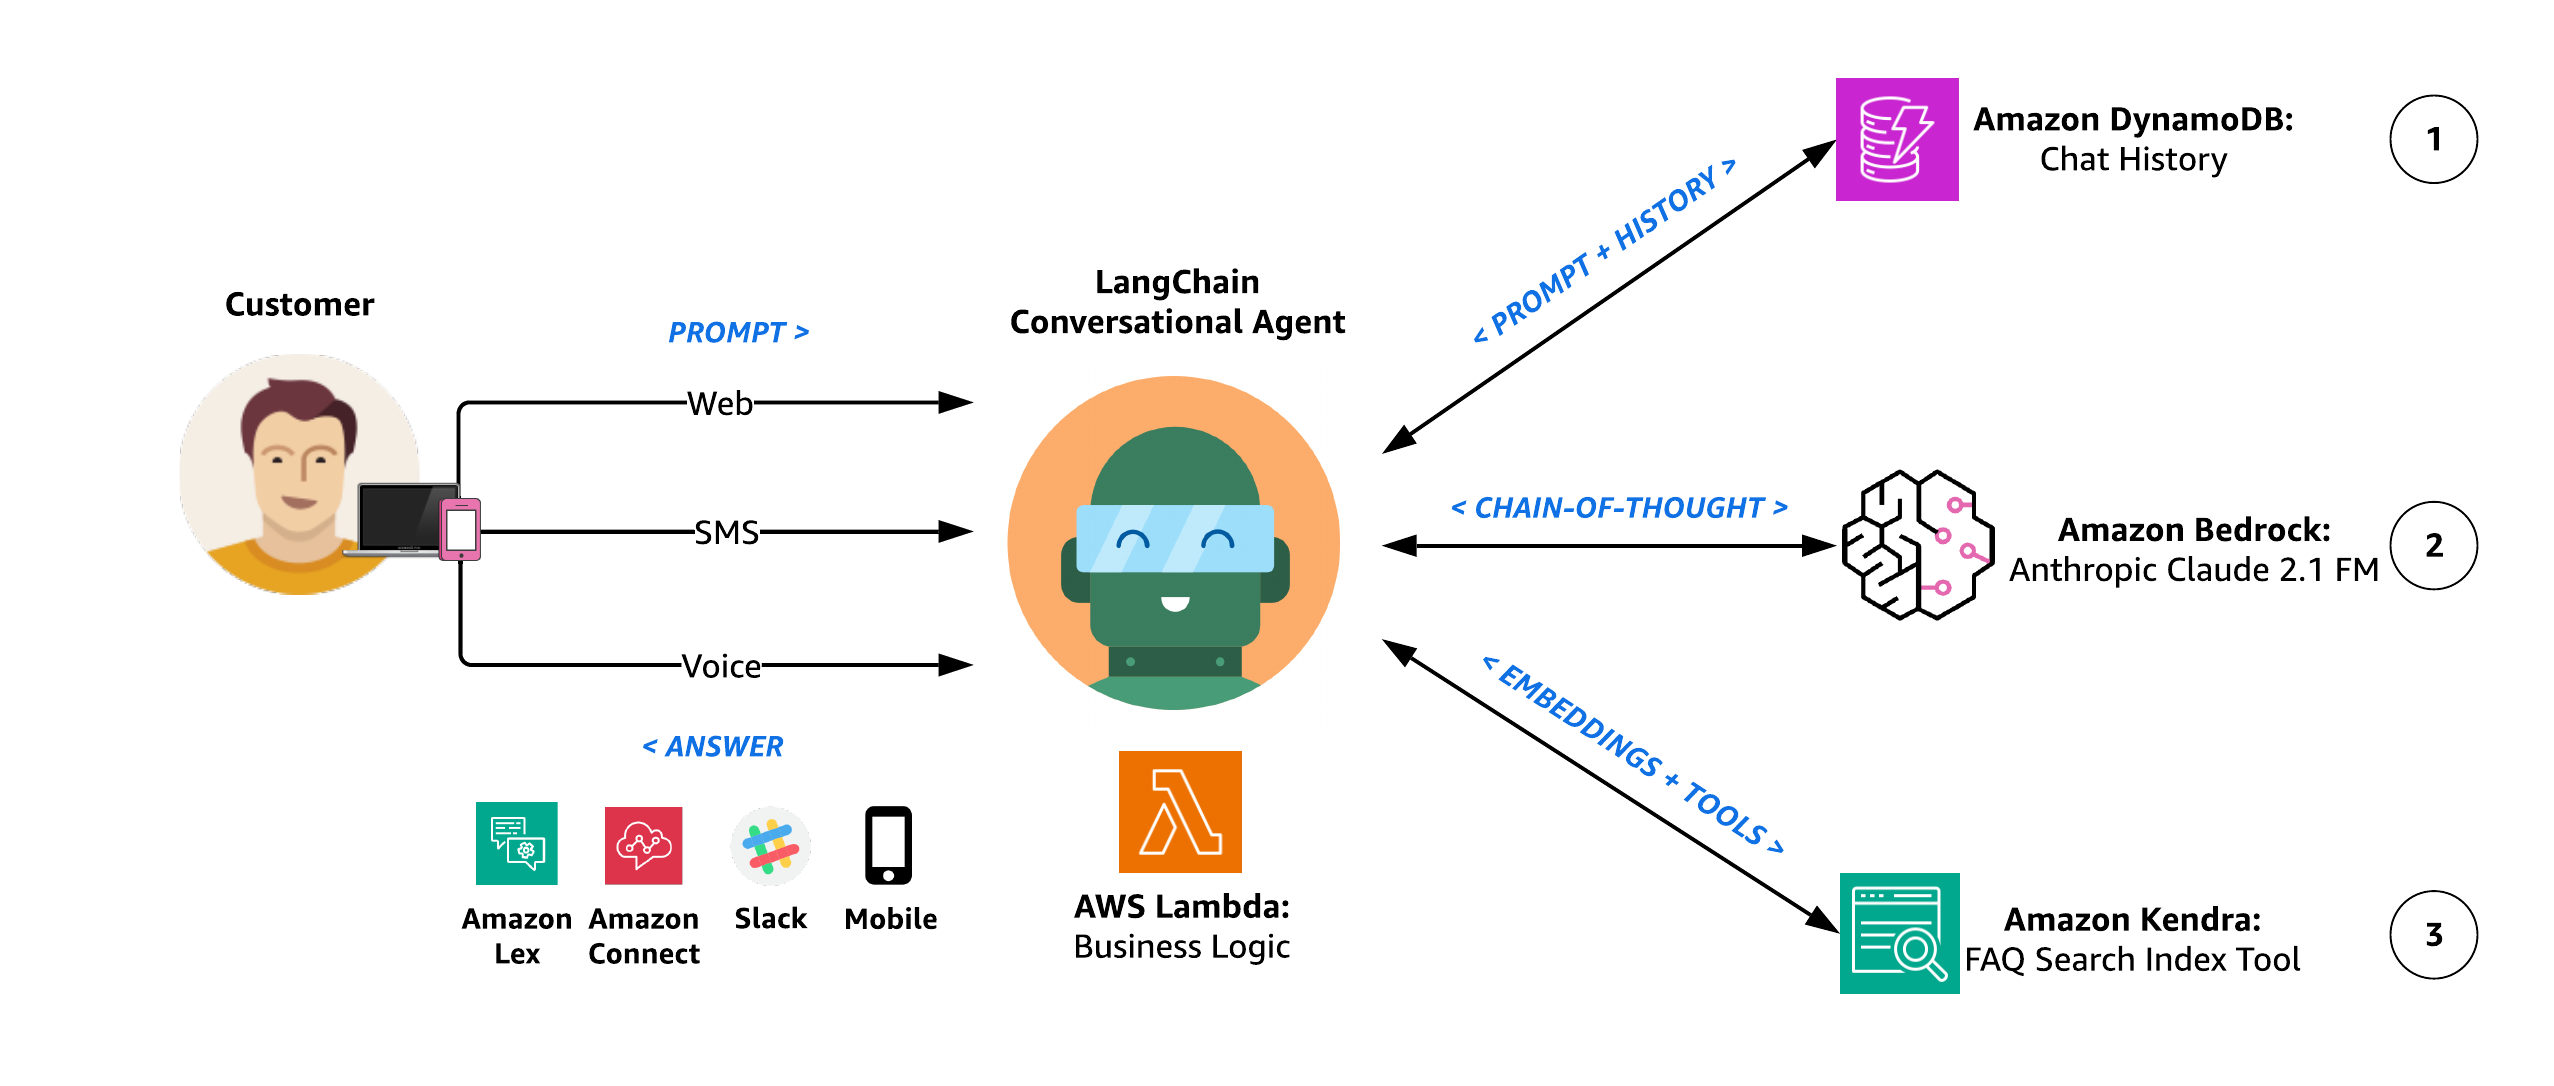 Customer
PROMPT >
Web
SMS
Voice
< ANSWER
Amazon
Lex
Amazon
Connect
Slack
Mobile
LangChain
Conversational Agent
AWS Lambda:
Business Logic
< PROMPT + HISTORY >
Amazon DynamoDB:
Chat History
1
< CHAIN-OF-THOUGHT >
Amazon Bedrock:
Anthropic Claude 2.1 FM
2
< EMBEDDINGS + TOOLS >
Amazon Kendra:
FAQ Search Index Tool
3